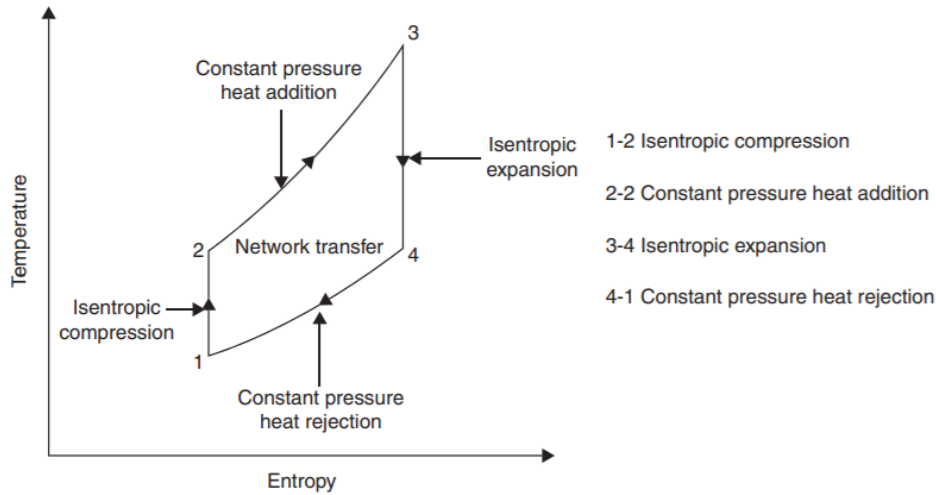 3
Constant pressure
heat addition
Isentropic
expansion
1-2 Isentropic compression
2-2 Constant pressure heat addition
3-4 Isentropic expansion
4-1 Constant pressure heat rejection
Temperature
2
Network transfer
4
Isentropic
compression
1
Constant pressure
heat rejection
Entropy